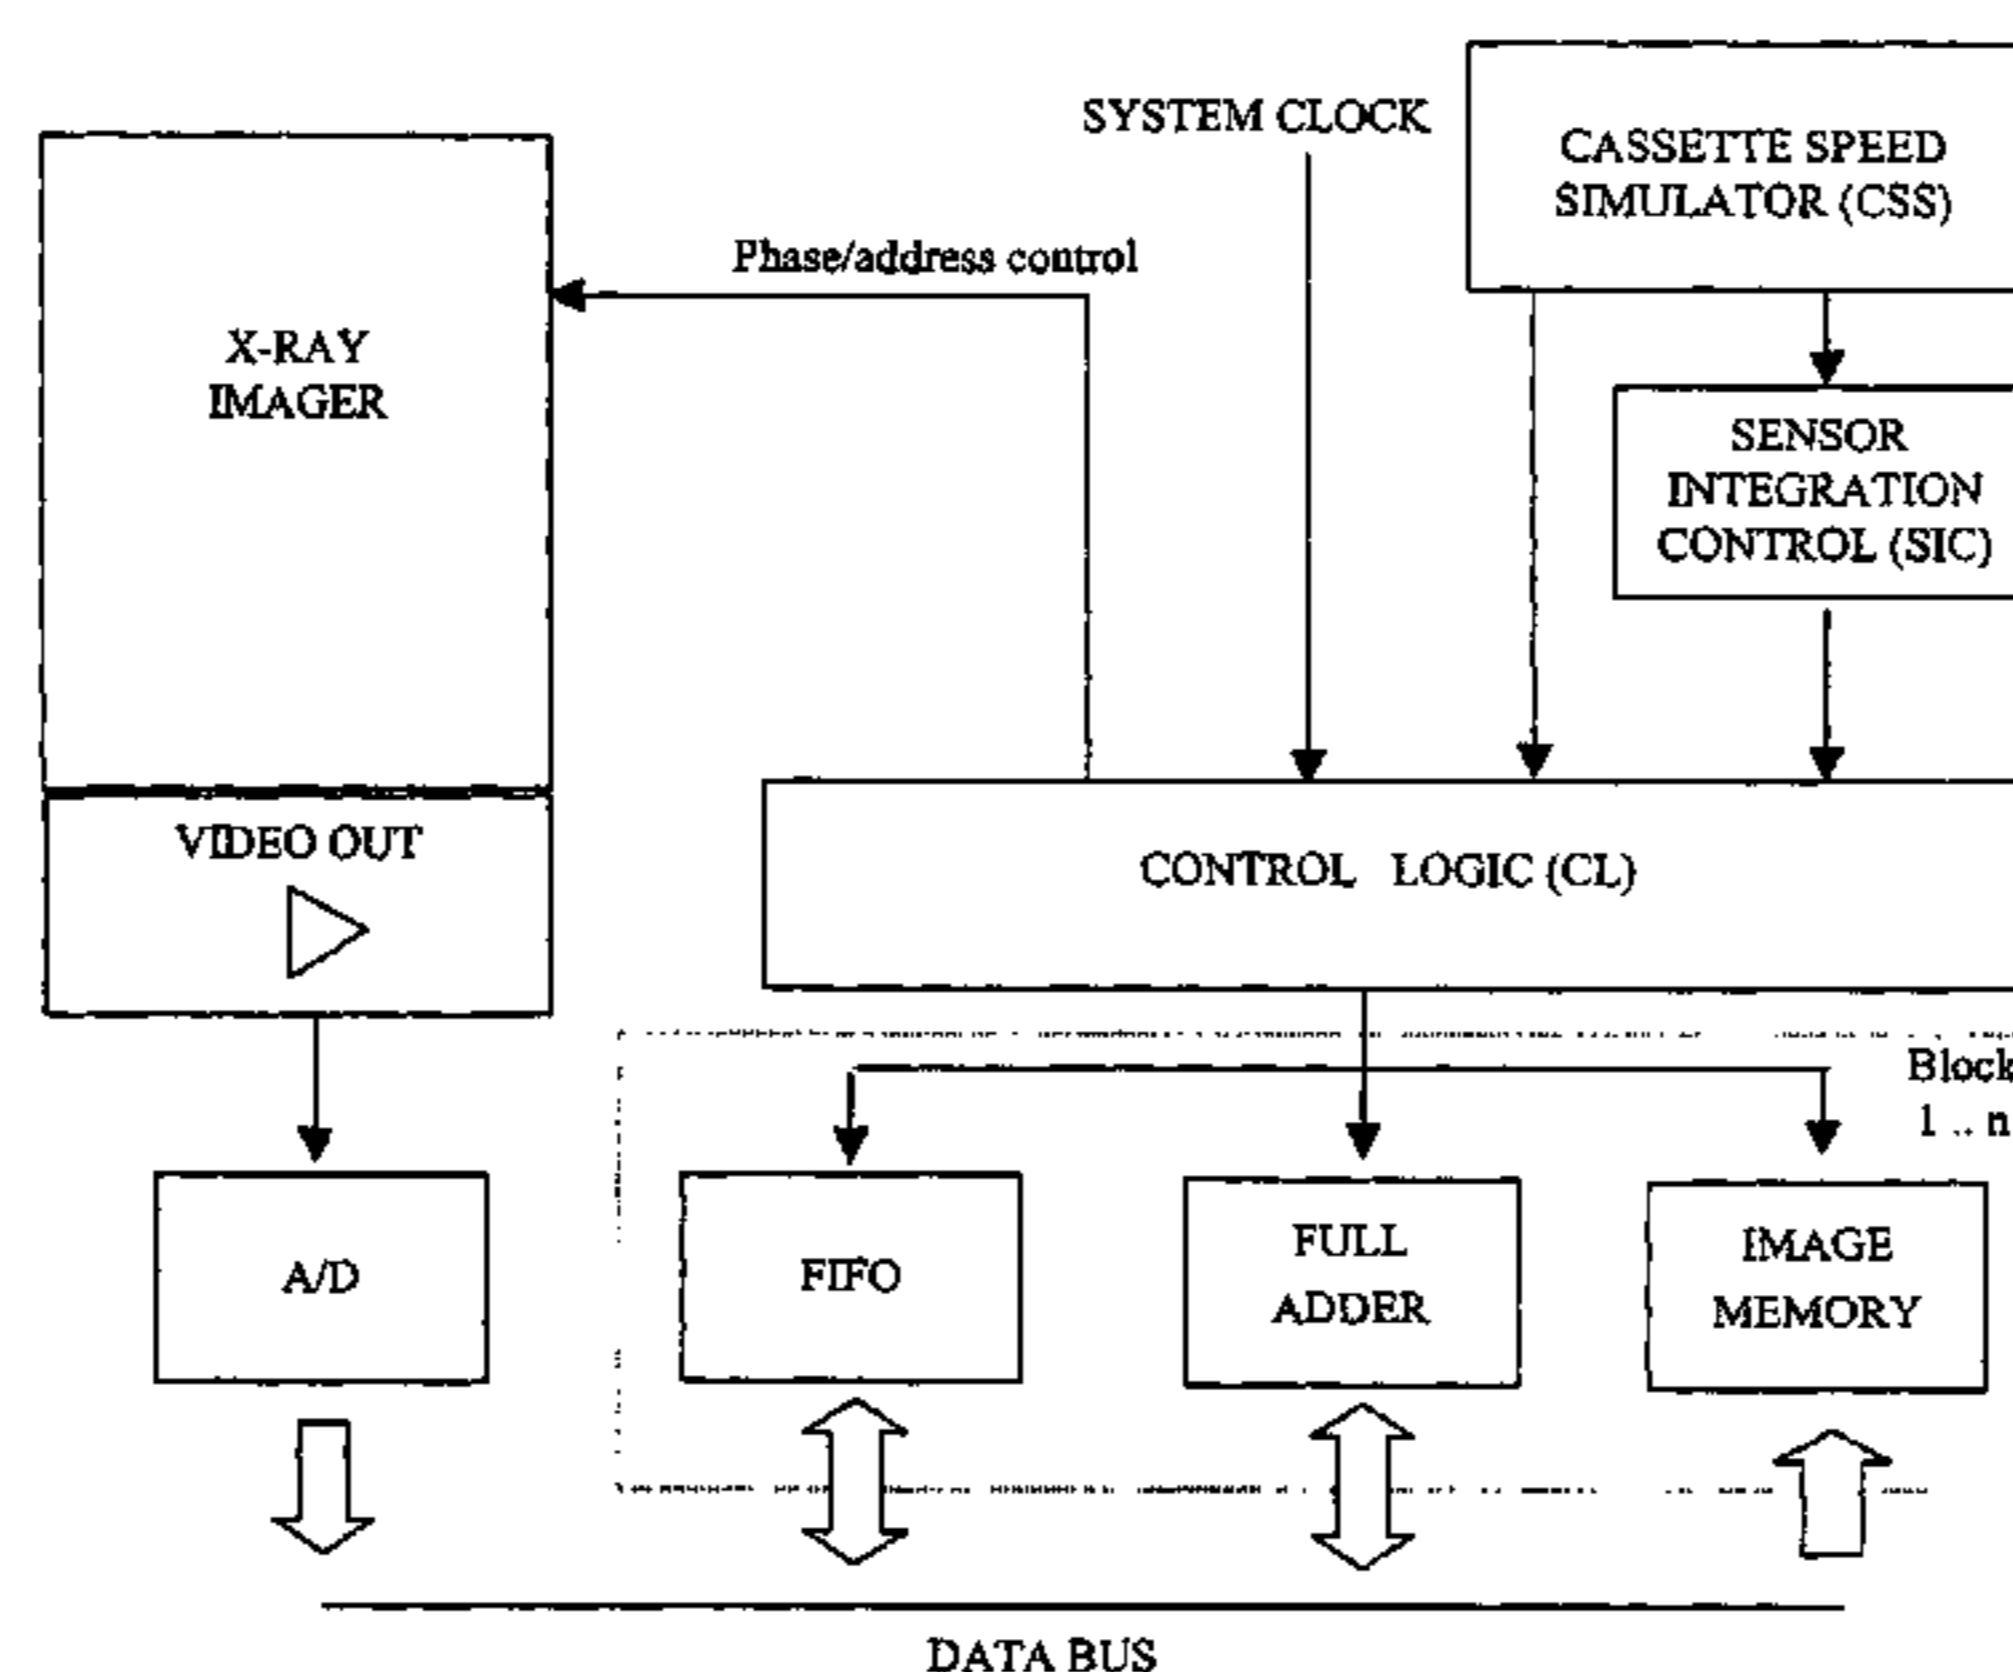 SYSTEM CLOCK
CASSETTE SPEED
SIMULATOR (CSS)
Phase/address control
X-RAY
IMAGER
SENSOR
INTEGRATION
CONTROL (SIC)
VIDEO OUT
CONTROL LOGIC (CL)
Block
1 .. n
A/D
FIFO
FULL
ADDER
IMAGE
MEMORY
DATA BUS